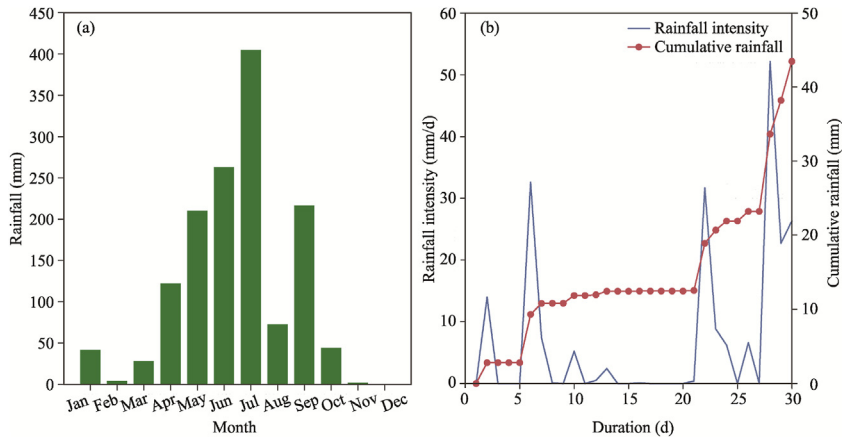 (a)
450
400
350
300
250
200
150
100
50
0
Rainfall (mm)
Jan Feb Mar Apr May Jun Jul Aug Sep Oct Nov Dec
Month
(b)
Rainfall intensity
Cumulative rainfall
60
50
40
30
20
10
0
Rainfall intensity (mm/d)
50
40
30
20
10
0
Cumulative rainfall (mm)
0 5 10 15 20 25 30
Duration (d)